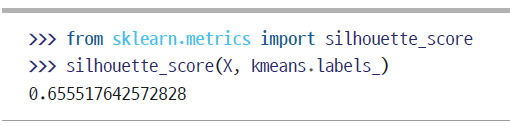 >>> from sklearn.metrics import silhouette_score
>>> silhouette_score(X, kmeans.labels_)
0.655517642572828